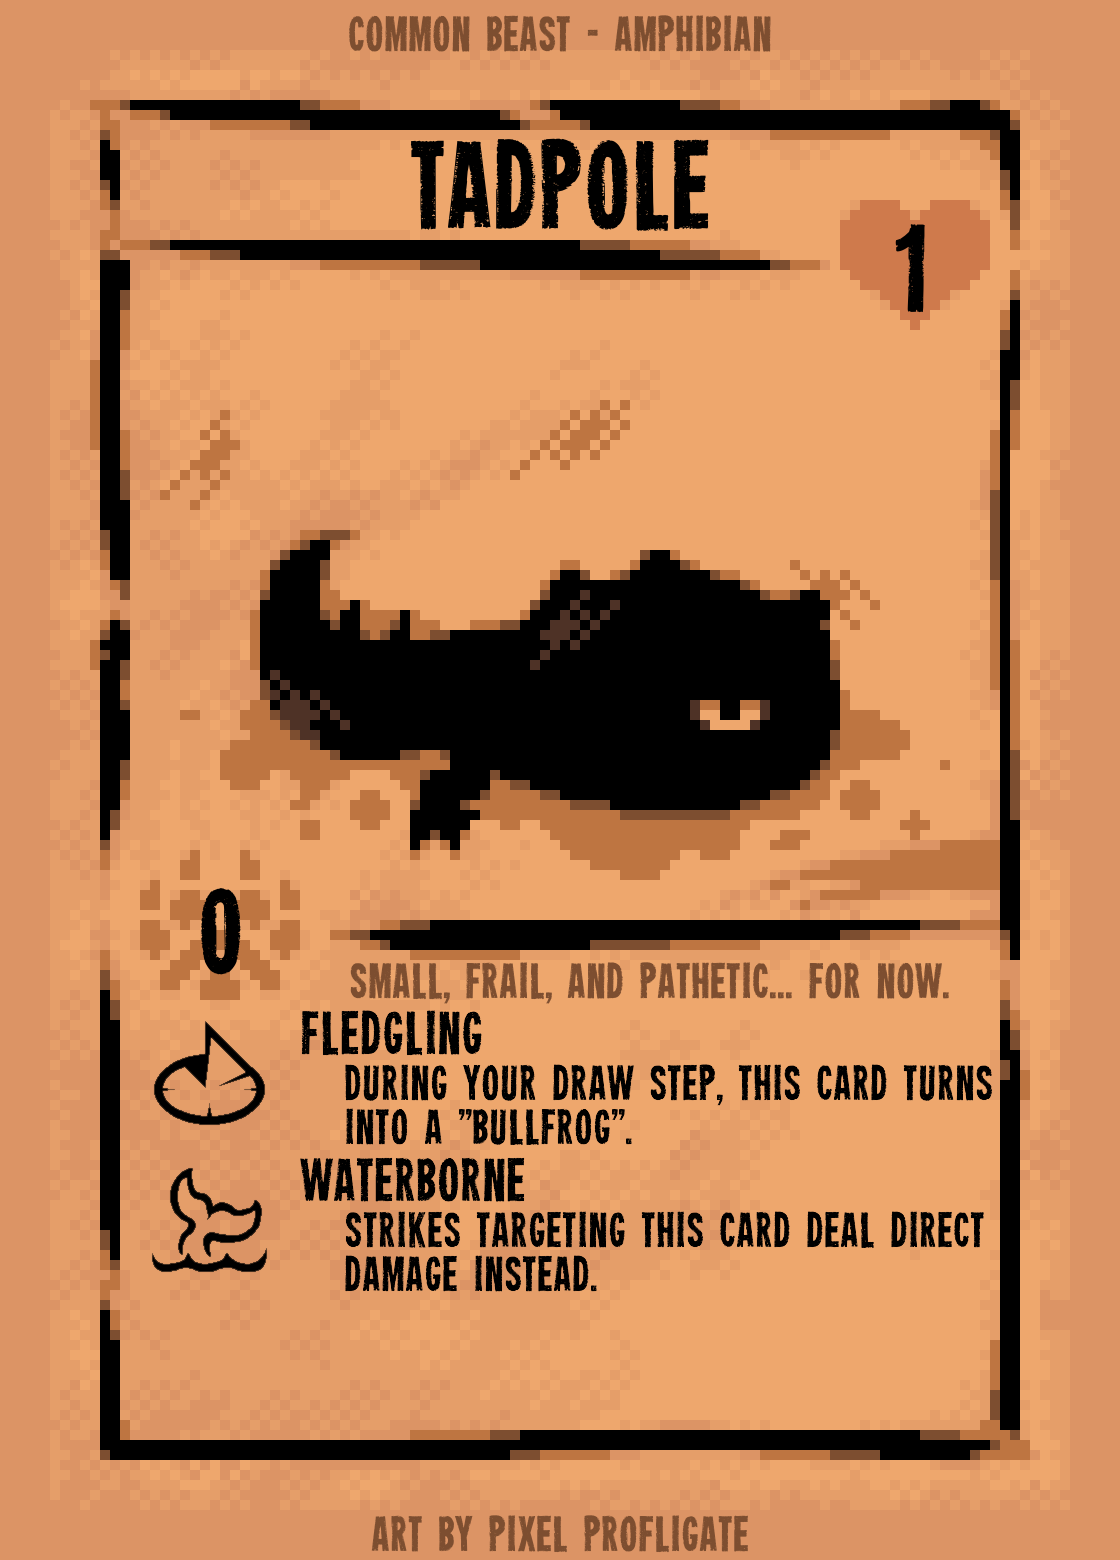 COMMON BEAST - AMPHIBIAN
TADPOLE
1
0
SMALL, FRAIL, AND PATHETIC... FOR NOW.
FLEDGLING
DURING YOUR DRAW STEP, THIS CARD TURNS
INTO A "BULLFROG".
WATERBORNE
STRIKES TARGETING THIS CARD DEAL DIRECT
DAMAGE INSTEAD.
ART BY PIXEL PROFLIGATE